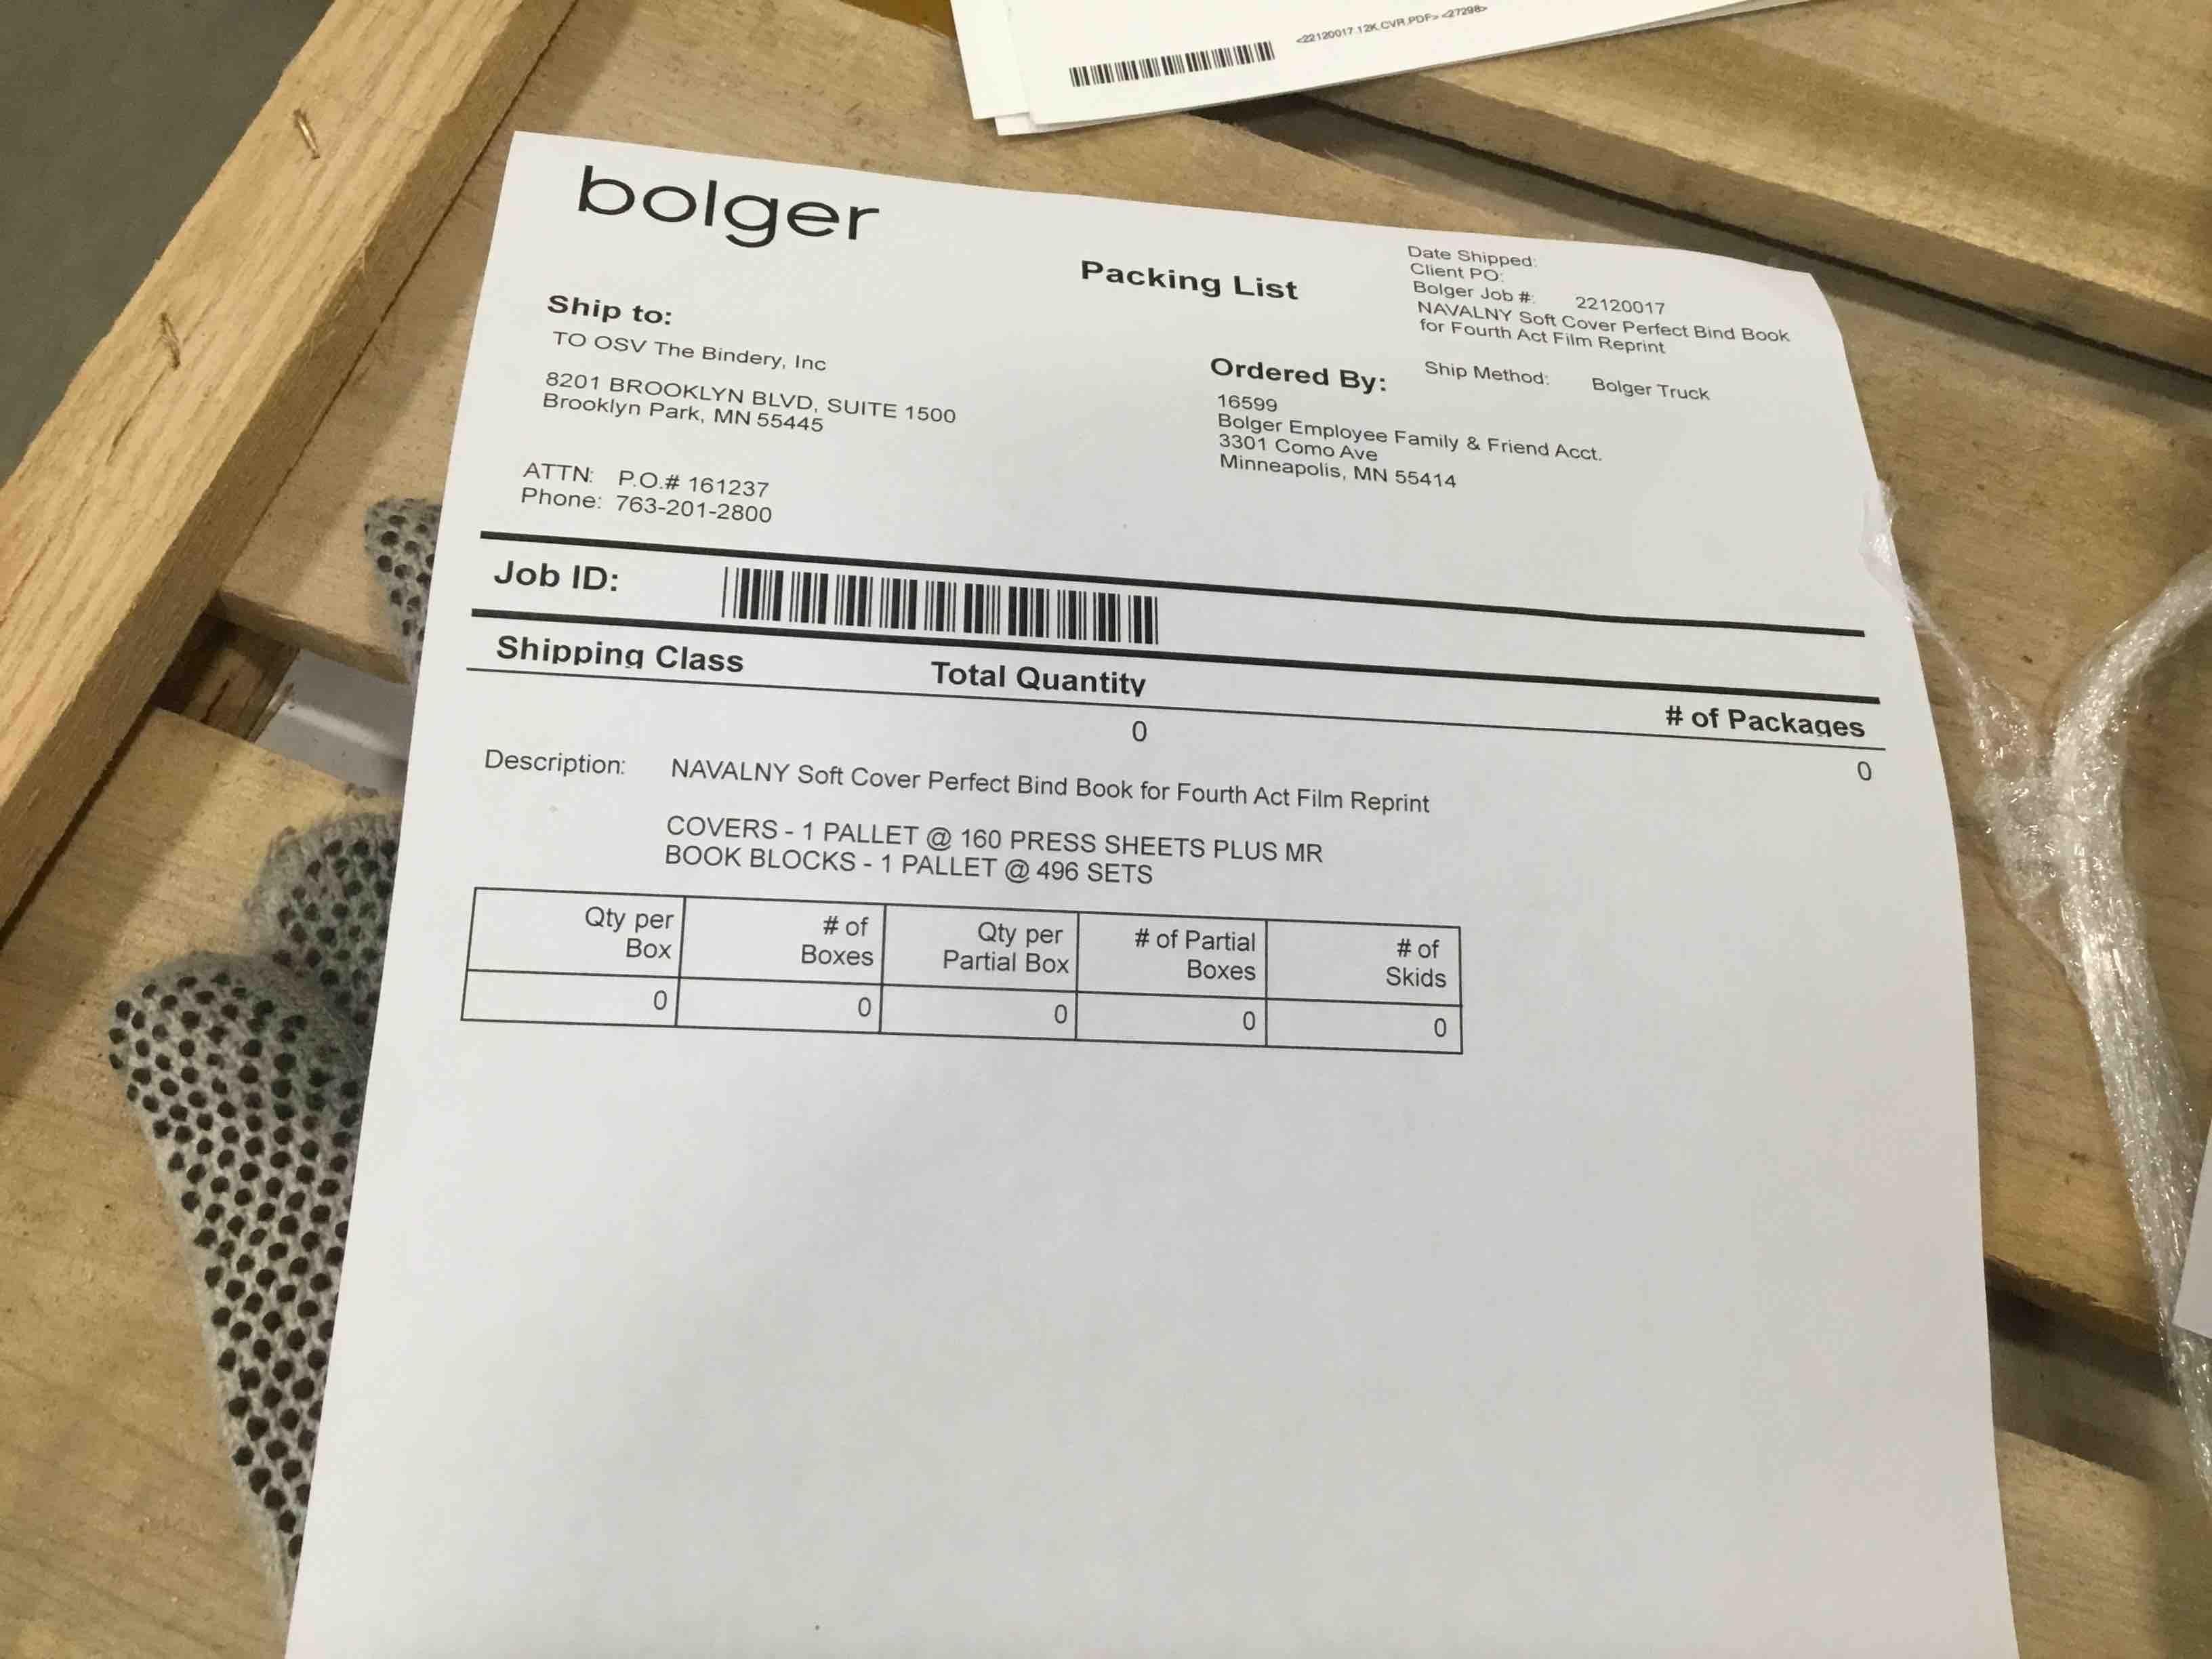 <22120017.12K.CVR.PDF> <27298>
bolger
Packing List
Date Shipped:
Client PO:
Bolger Job #: 22120017
NAVALNY Soft Cover Perfect Bind Book
for Fourth Act Film Reprint
Ship Method: Bolger Truck
Ship to:
TO OSV The Bindery, Inc
8201 BROOKLYN BLVD, SUITE 1500
Brooklyn Park, MN 55445
ATTN: P.O.# 161237
Phone: 763-201-2800
Ordered By:
16599
Bolger Employee Family & Friend Acct.
3301 Como Ave
Minneapolis, MN 55414
Job ID:
Shipping Class Total Quantity # of Packages
0 0
Description: NAVALNY Soft Cover Perfect Bind Book for Fourth Act Film Reprint
COVERS - 1 PALLET @ 160 PRESS SHEETS PLUS MR
BOOK BLOCKS - 1 PALLET @ 496 SETS
Qty per Box # of Boxes Qty per Partial Box # of Partial Boxes # of Skids
0 0 0 0 0